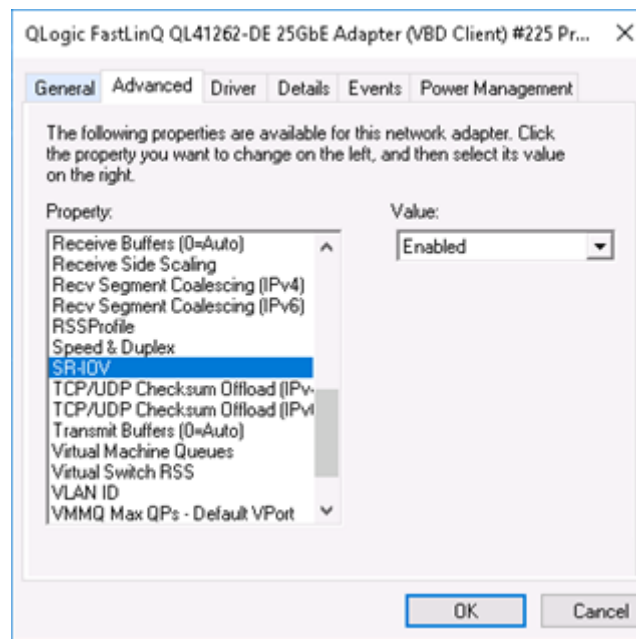 QLogic FastLinQ QL41262-DE 25GbE Adapter (VBD Client) #225 Pr...
General Advanced Driver Details Events Power Management
The following properties are available for this network adapter. Click
the property you want to change on the left, and then select its value
on the right.
Property:
Value:
Receive Buffers (0=Auto)
Receive Side Scaling
Recv Segment Coalescing (IPv4)
Recv Segment Coalescing (IPv6)
RSSProfile
Speed & Duplex
SR-IOV
TCP/UDP Checksum Offload (IPv
TCP/UDP Checksum Offload (IPv
Transmit Buffers (0=Auto)
Virtual Machine Queues
Virtual Switch RSS
VLAN ID
VMMQ Max QPs - Default VPort
Enabled
OK Cancel